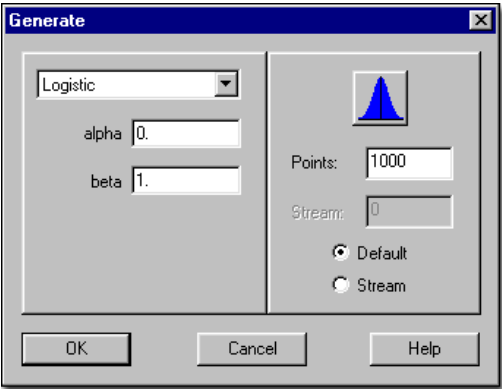 Generate
Logistic
alpha 0.
beta 1.
Points: 1000
Stream: 0
Default
Stream
OK Cancel Help